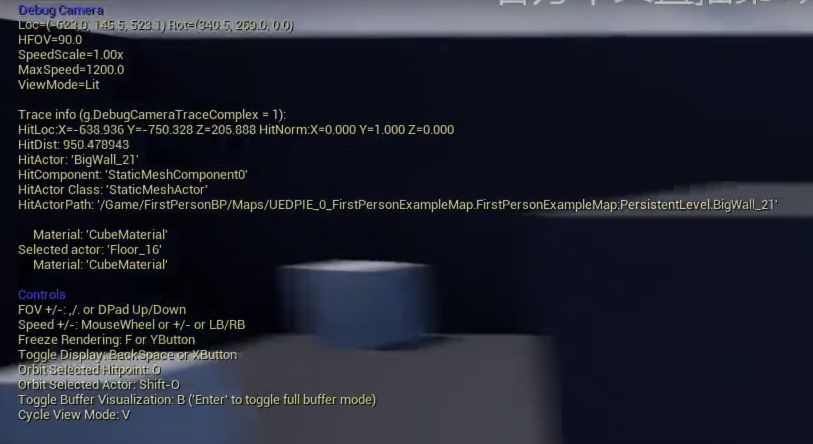 Debug Camera
Loc=(-623.0, 145.5, 523.1) Rot=(340.5, 269.0, 0.0)
HFOV=90.0
SpeedScale=1.00x
MaxSpeed=1200.0
ViewMode=Lit
Trace info (g.DebugCameraTraceComplex = 1):
HitLoc:X=-638.936 Y=-750.328 Z=205.888 HitNorm:X=0.000 Y=1.000 Z=0.000
HitDist: 950.478943
HitActor: 'BigWall_21'
HitComponent: 'StaticMeshComponent0'
HitActor Class: 'StaticMeshActor'
HitActorPath: '/Game/FirstPersonBP/Maps/UEDPIE_0_FirstPersonExampleMap.FirstPersonExampleMap:PersistentLevel.BigWall_21'
Material: 'CubeMaterial'
Selected actor: 'Floor_16'
Material: 'CubeMaterial'
Controls
FOV +/-: ,/. or DPad Up/Down
Speed +/-: MouseWheel or +/- or LB/RB
Freeze Rendering: F or YButton
Toggle Display: BackSpace or XButton
Orbit Selected Hitpoint: O
Orbit Selected Actor: Shift-O
Toggle Buffer Visualization: B ('Enter' to toggle full buffer mode)
Cycle View Mode: V